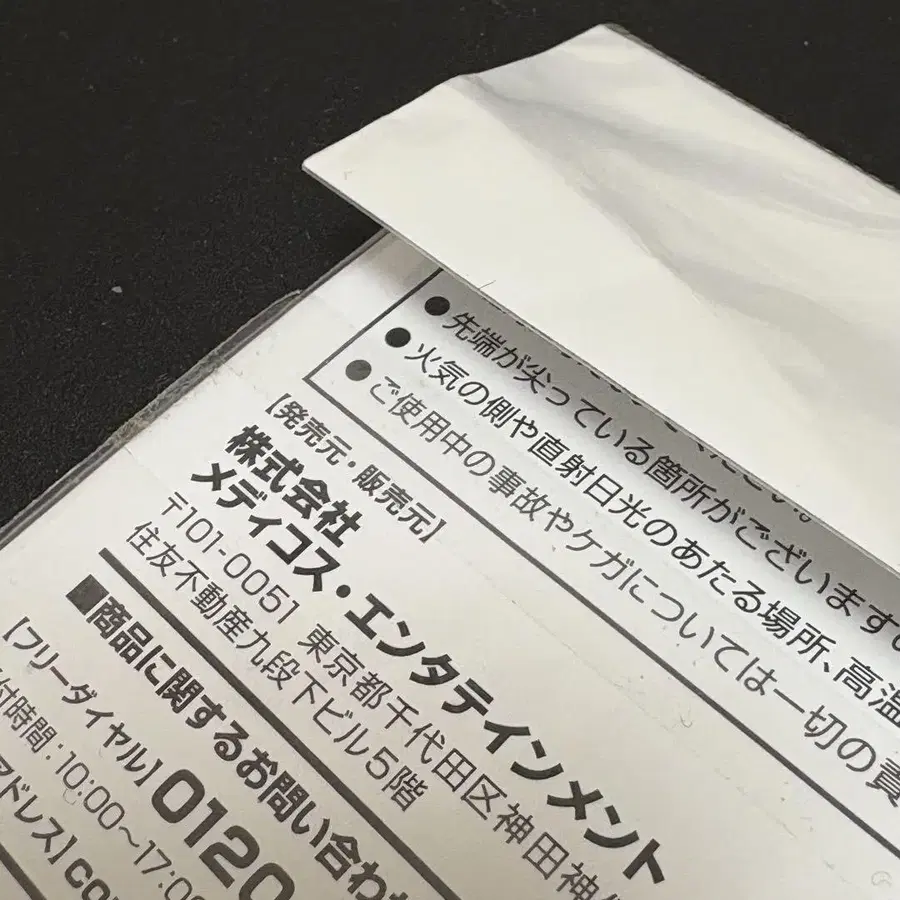 ●先端が尖っている箇所がございます
●火気の側や直射日光のあたる場所、高温
●ご使用中の事故やケガについては一切の責
【発売元・販売元】
株式会社
メディコス・エンタテインメント
〒101-0051 東京都千代田区神田神
住友不動産九段下ビル5階
■商品に関するお問い合わ
【フリーダイヤル】0120
付時間:10:00～17:00
アドレス】co